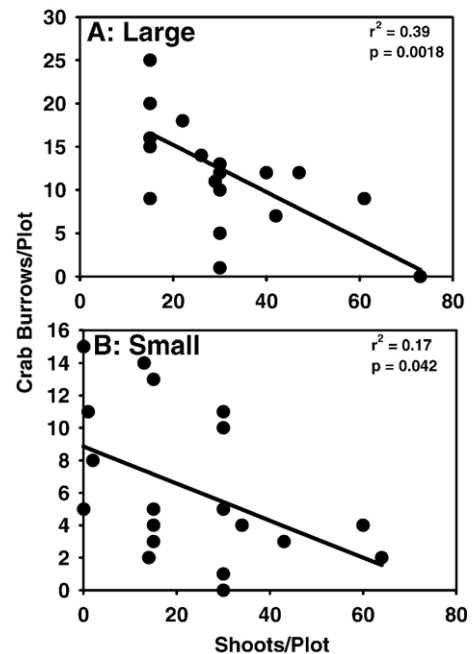 A: Large
r² = 0.39
p = 0.0018
30
25
20
15
10
5
0
0 20 40 60 80
Crab Burrows/Plot
B: Small
r² = 0.17
p = 0.042
16
14
12
10
8
6
4
2
0
0 20 40 60 80
Shoots/Plot